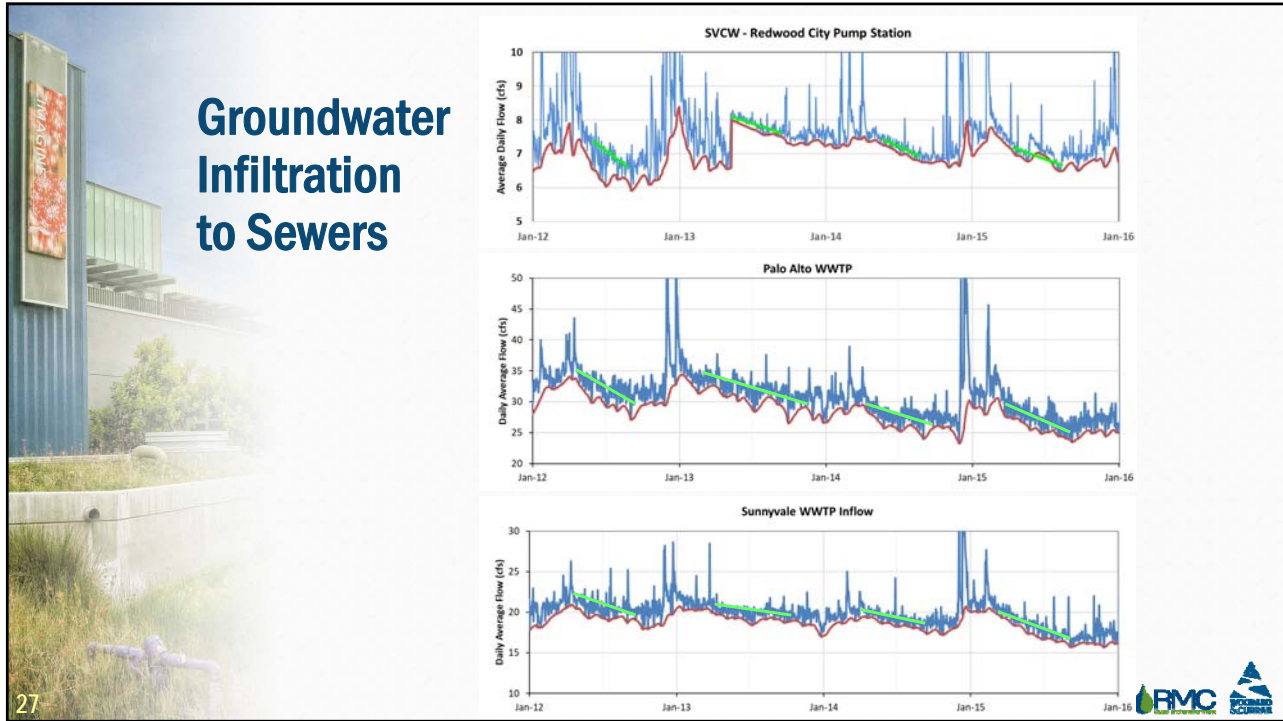 Groundwater
Infiltration
to Sewers
IMAGINE
SVCW - Redwood City Pump Station
Average Daily Flow (cfs)
10
9
8
7
6
5
Jan-12 Jan-13 Jan-14 Jan-15 Jan-16
Palo Alto WWTP
Daily Average Flow (cfs)
50
45
40
35
30
25
20
Jan-12 Jan-13 Jan-14 Jan-15 Jan-16
Sunnyvale WWTP Inflow
Daily Average Flow (cfs)
30
25
20
15
10
Jan-12 Jan-13 Jan-14 Jan-15 Jan-16
27
RMC
WOODARD
& CURRAN